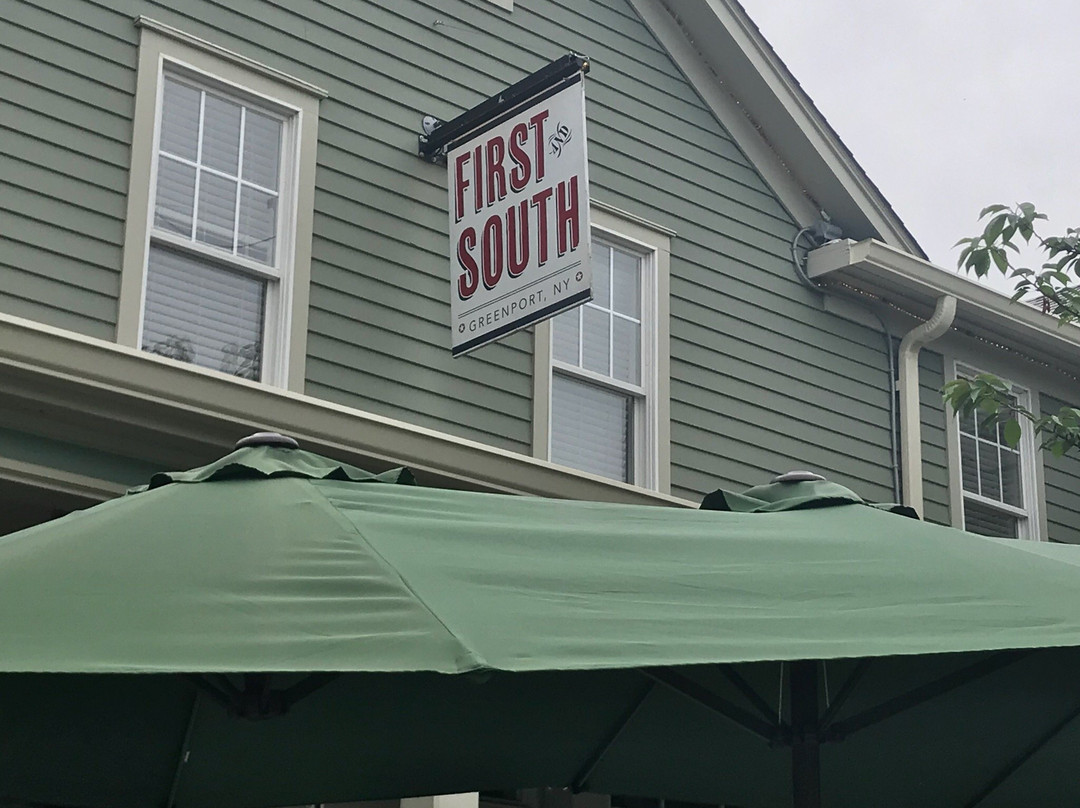 FIRST AND
SOUTH
GREENPORT, NY